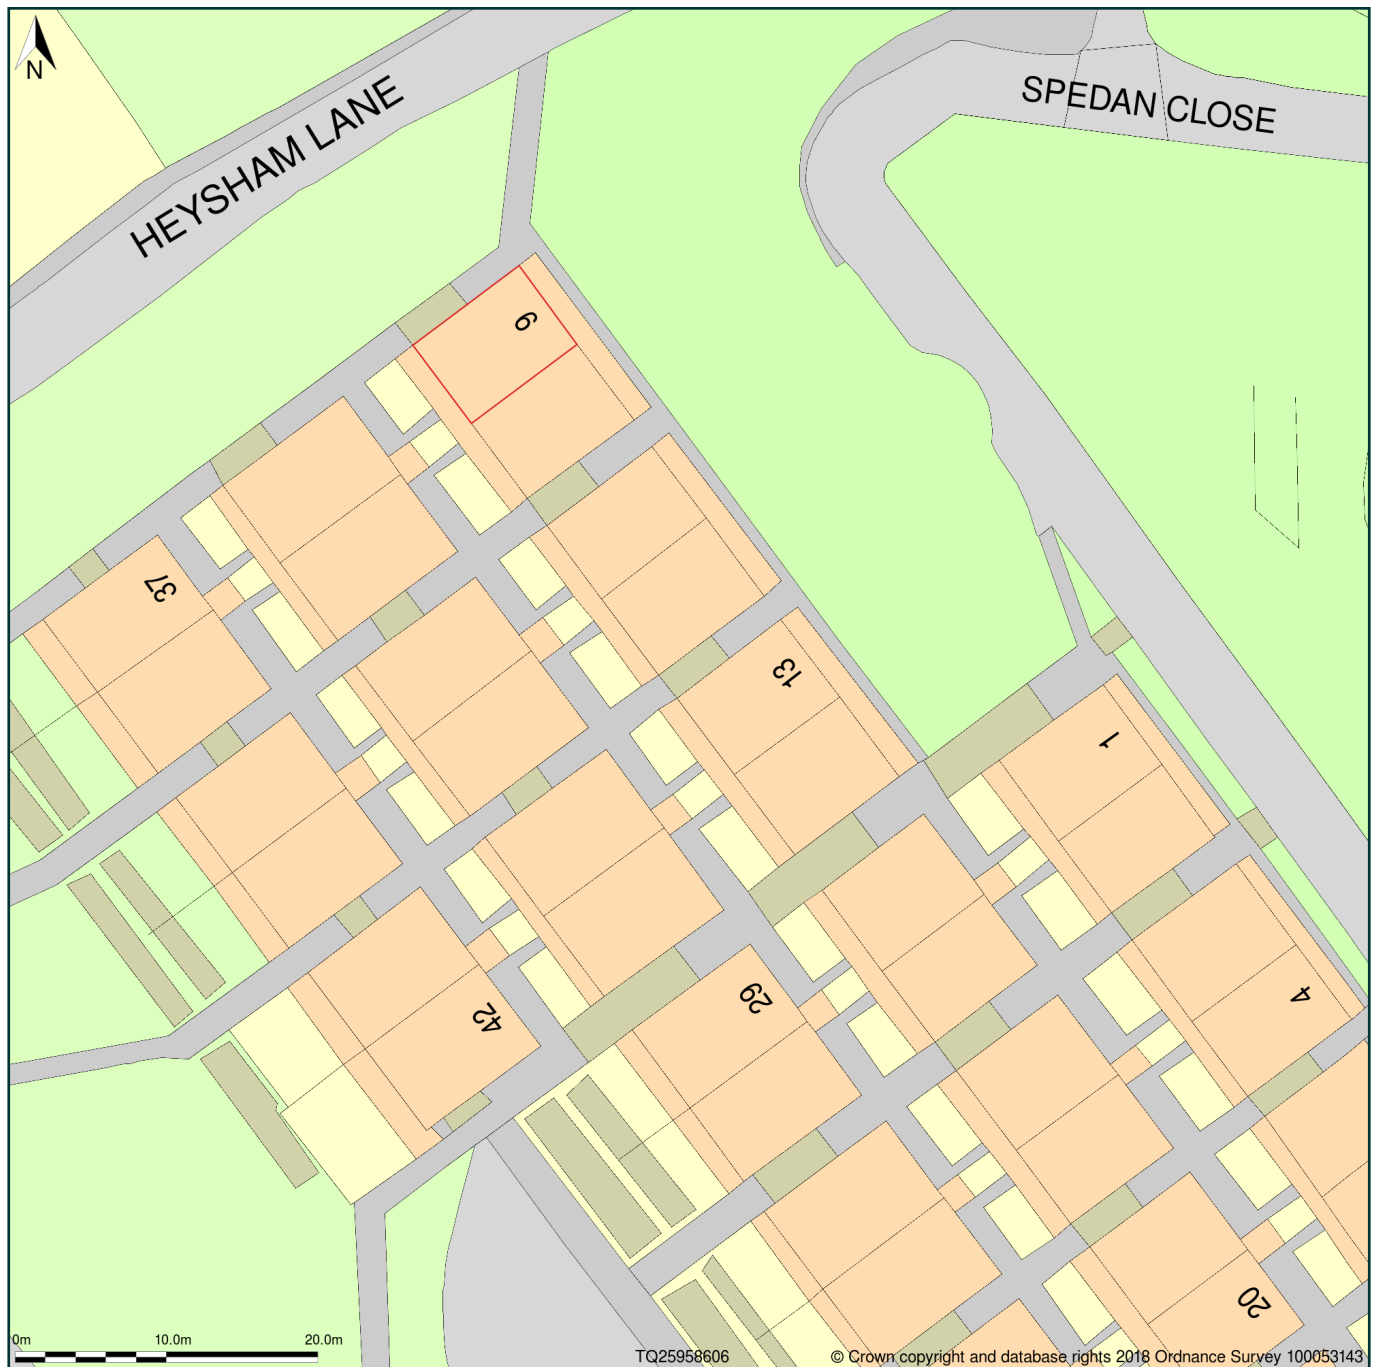 N
HEYSHAM LANE
SPEDAN CLOSE
9
37
13
1
4
42
29
20
0m 10.0m 20.0m
TQ25958606 © Crown copyright and database rights 2018 Ordnance Survey 100053143